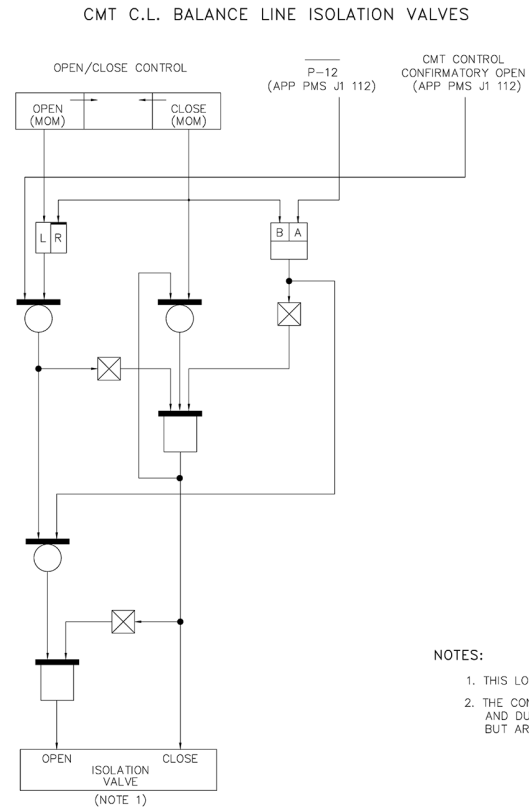 CMT C.L. BALANCE LINE ISOLATION VALVES
OPEN/CLOSE CONTROL
P-12
(APP PMS J1 112)
CMT CONTROL
CONFIRMATORY OPEN
(APP PMS J1 112)
OPEN
(MOM)
CLOSE
(MOM)
L R
B A
NOTES:
1. THIS LO
2. THE CON
AND DU
BUT AR
OPEN
CLOSE
ISOLATION
VALVE
(NOTE 1)